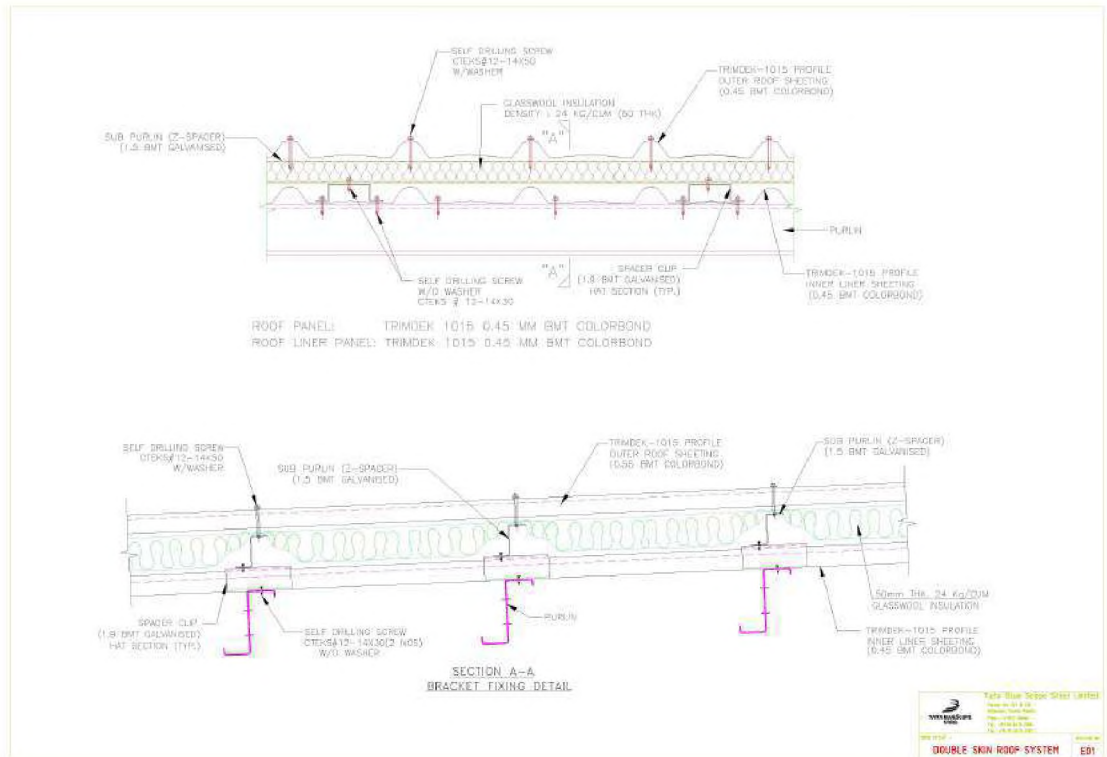 SELF DRILLING SCREW
CTEKS#12-14X50
W/WASHER
TRIMDEK-1015 PROFILE
OUTER ROOF SHEETING
(0.45 BMT COLORBOND)
GLASSWOOL INSULATION
DENSITY : 24 KG/CUM (50 THK)
"A"
SUB PURLIN (Z-SPACER)
(1.5 BMT GALVANISED)
PURLIN
SELF DRILLING SCREW
W/O WASHER
CTEKS # 12-14X30
"A"
SPACER CLIP
(1.9 BMT GALVANISED)
HAT SECTION (TYP.)
TRIMDEK-1015 PROFILE
INNER LINER SHEETING
(0.45 BMT COLORBOND)
ROOF PANEL: TRIMDEK 1015 0.45 MM BMT COLORBOND
ROOF LINER PANEL: TRIMDEK 1015 0.45 MM BMT COLORBOND
SELF DRILLING SCREW
CTEKS#12-14X50
W/WASHER
SUB PURLIN (Z-SPACER)
(1.5 BMT GALVANISED)
TRIMDEK-1015 PROFILE
OUTER ROOF SHEETING
(0.55 BMT COLORBOND)
SUB PURLIN (Z-SPACER)
(1.5 BMT GALVANISED)
SPACER CLIP
(1.9 BMT GALVANISED)
HAT SECTION (TYP.)
SELF DRILLING SCREW
CTEKS#12-14X30(2 NOS)
W/O WASHER
PURLIN
50mm THK. 24 Kg/CUM
GLASSWOOL INSULATION
TRIMDEK-1015 PROFILE
INNER LINER SHEETING
(0.45 BMT COLORBOND)
SECTION A-A
BRACKET FIXING DETAIL
TATA BLUESCOPE
STEEL
Tata Blue Scope Steel Limited
DOUBLE SKIN ROOF SYSTEM
E01